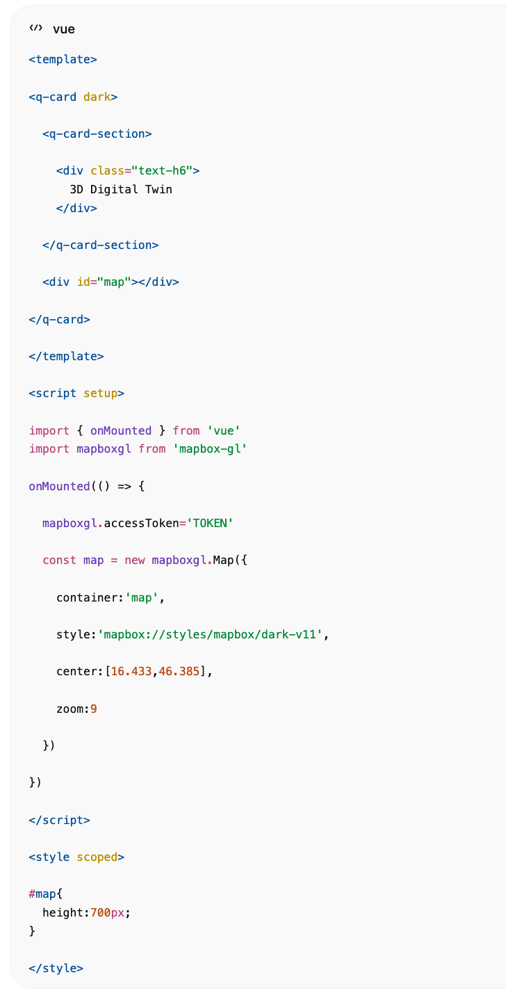 </> vue
<template>
<q-card dark>
  <q-card-section>
    <div class="text-h6">
      3D Digital Twin
    </div>
  </q-card-section>
  <div id="map"></div>
</q-card>
</template>
<script setup>
import { onMounted } from 'vue'
import mapboxgl from 'mapbox-gl'
onMounted(() => {
  mapboxgl.accessToken='TOKEN'
  const map = new mapboxgl.Map({
    container:'map',
    style:'mapbox://styles/mapbox/dark-v11',
    center:[16.433,46.385],
    zoom:9
  })
})
</script>
<style scoped>
#map{
  height:700px;
}
</style>